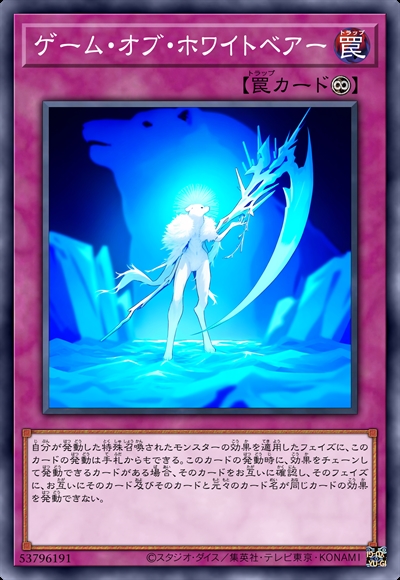 ゲーム・オブ・ホワイトベアー
罠
トラップ
【罠カード】
トラップ
自分が発動した特殊召喚されたモンスターの効果を適用したフェイズに、この
カードの発動は手札からもできる。このカードの発動時に、効果をチェーンし
て発動できるカードがある場合、そのカードをお互いに確認し、そのフェイズ
に、お互いにそのカード及びそのカードと元々のカード名が同じカードの効果
を発動できない。
53796191
©スタジオ・ダイス/集英社・テレビ東京・KONAMI